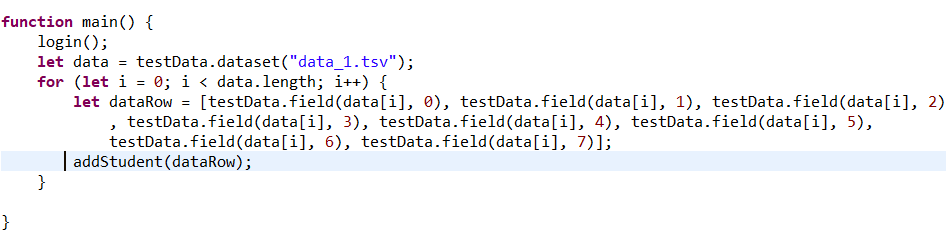 function main() {
    login();
    let data = testData.dataset("data_1.tsv");
    for (let i = 0; i < data.length; i++) {
        let dataRow = [testData.field(data[i], 0), testData.field(data[i], 1), testData.field(data[i], 2)
            , testData.field(data[i], 3), testData.field(data[i], 4), testData.field(data[i], 5),
            testData.field(data[i], 6), testData.field(data[i], 7)];
        addStudent(dataRow);
    }

}